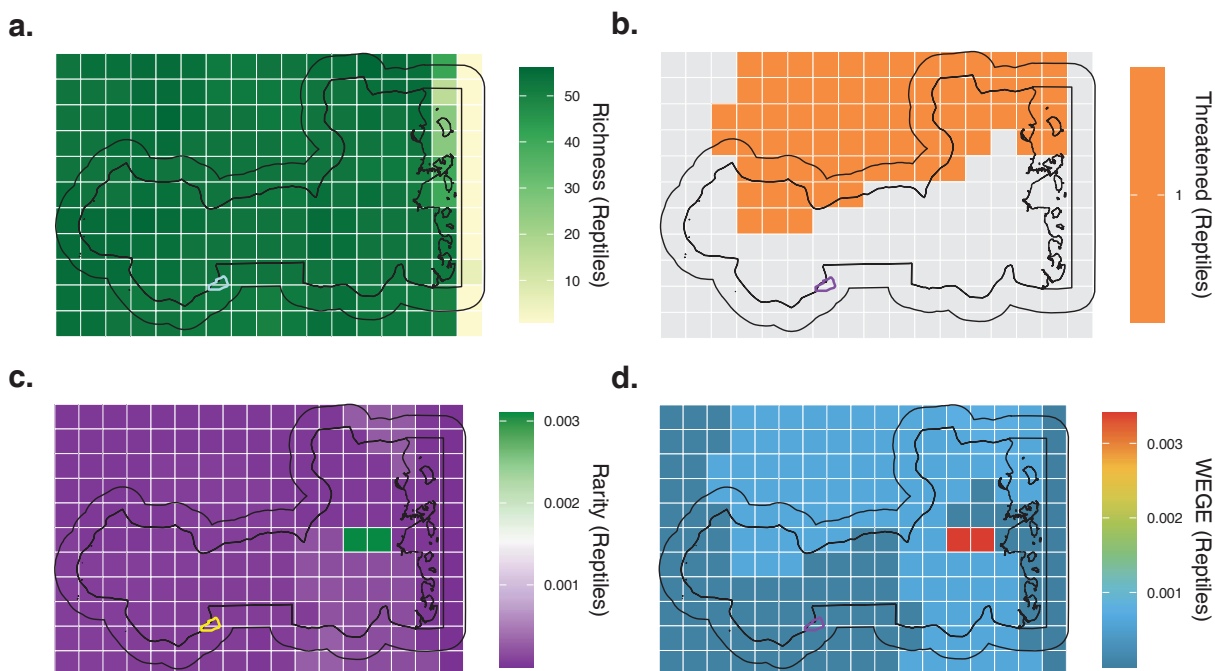 a.
50
40
30
20
10
Richness (Reptiles)
b.
1
Threatened (Reptiles)
c.
0.003
0.002
0.001
Rarity (Reptiles)
d.
0.003
0.002
0.001
WEGE (Reptiles)